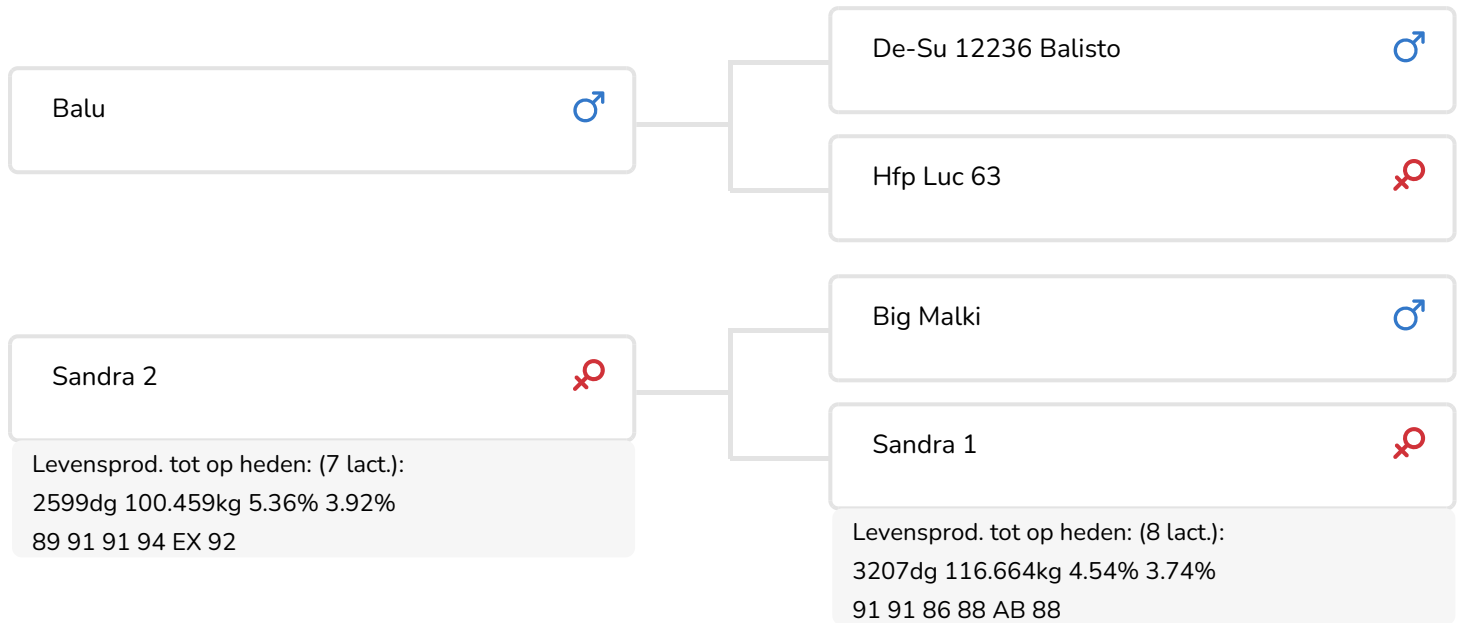 Balu
De-Su 12236 Balisto
Hfp Luc 63
Sandra 2
Levensprod. tot op heden: (7 lact.):
2599dg 100.459kg 5.36% 3.92%
89 91 91 94 EX 92
Big Malki
Sandra 1
Levensprod. tot op heden: (8 lact.):
3207dg 116.664kg 4.54% 3.74%
91 91 86 88 AB 88